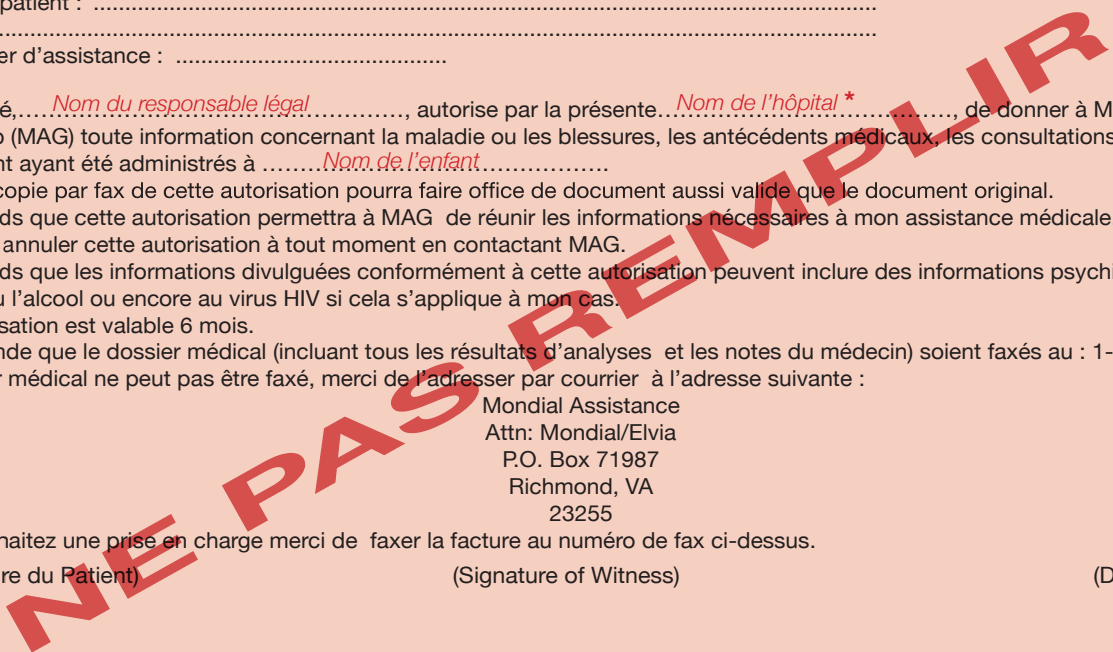 patient : ..........................................................................................................................
..........................................................................................................................
er d'assistance : ............................................
é,....Nom du responsable légal................, autorise par la présente...Nom de l'hôpital *................, de donner à M
p (MAG) toute information concernant la maladie ou les blessures, les antécédents médicaux, les consultations
nt ayant été administrés à .........Nom de l'enfant....................
copie par fax de cette autorisation pourra faire office de document aussi valide que le document original.
ds que cette autorisation permettra à MAG de réunir les informations nécessaires à mon assistance médicale
annuler cette autorisation à tout moment en contactant MAG.
ds que les informations divulguées conformément à cette autorisation peuvent inclure des informations psychi
u l'alcool ou encore au virus HIV si cela s'applique à mon cas.
sation est valable 6 mois.
nde que le dossier médical (incluant tous les résultats d'analyses et les notes du médecin) soient faxés au : 1-
r médical ne peut pas être faxé, merci de l'adresser par courrier à l'adresse suivante :
Mondial Assistance
Attn: Mondial/Elvia
P.O. Box 71987
Richmond, VA
23255
haitez une prise en charge merci de faxer la facture au numéro de fax ci-dessus.
re du Patient) (Signature of Witness) (D
NE PAS REMPLIR